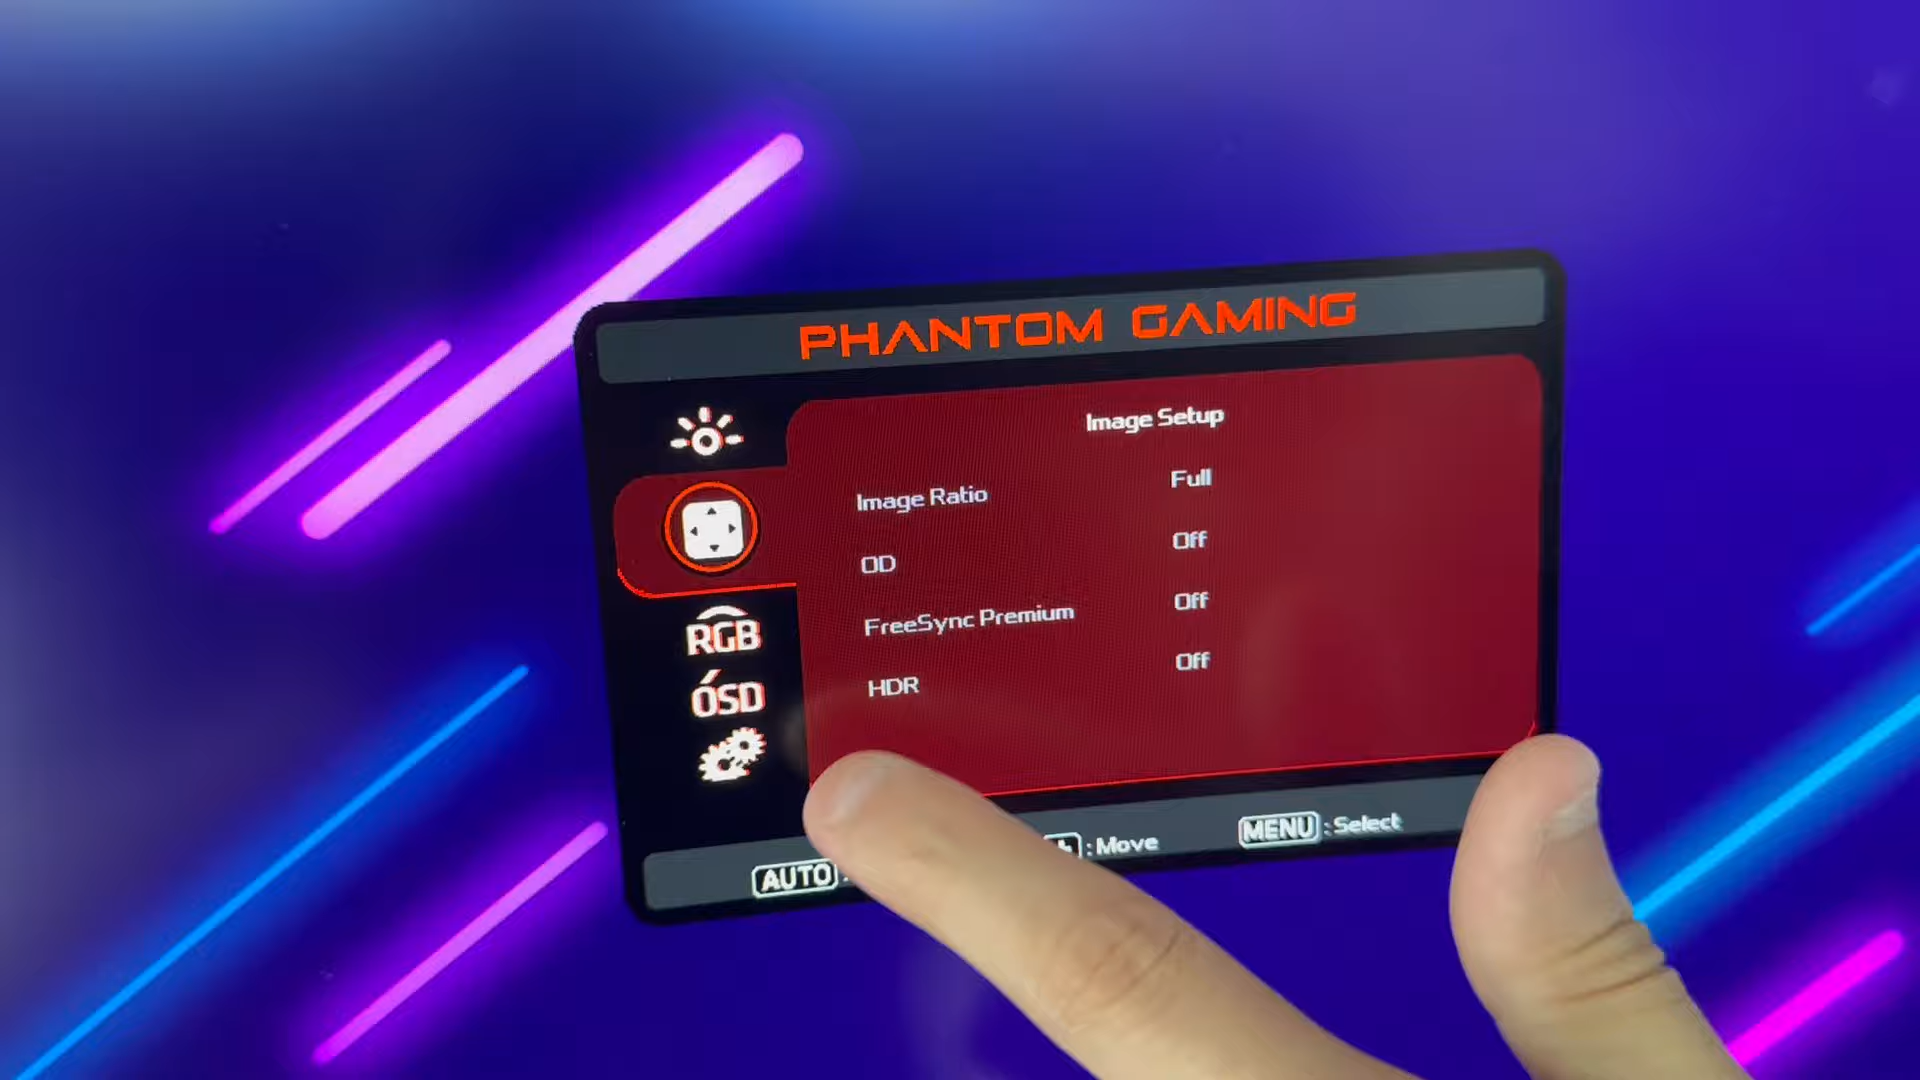 PHANTOM GAMING
Image Setup
Image Ratio Full
OD Off
FreeSync Premium Off
HDR Off
RGB
OSD
AUTO : : Move MENU : Select